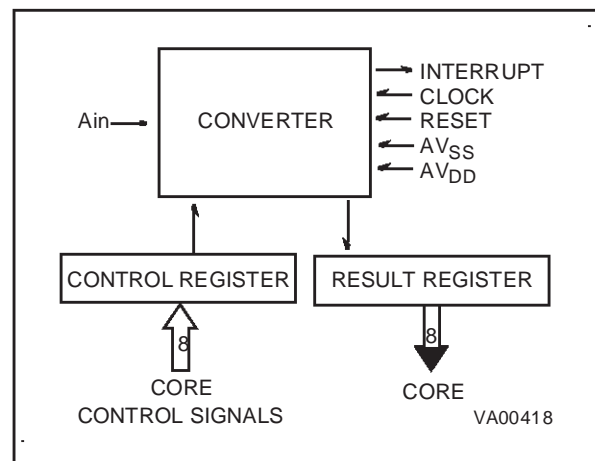 INTERRUPT
CLOCK
Ain
CONVERTER
RESET
AVSS
AVDD
CONTROL REGISTER
RESULT REGISTER
8
8
CORE
CONTROL SIGNALS
CORE
VA00418